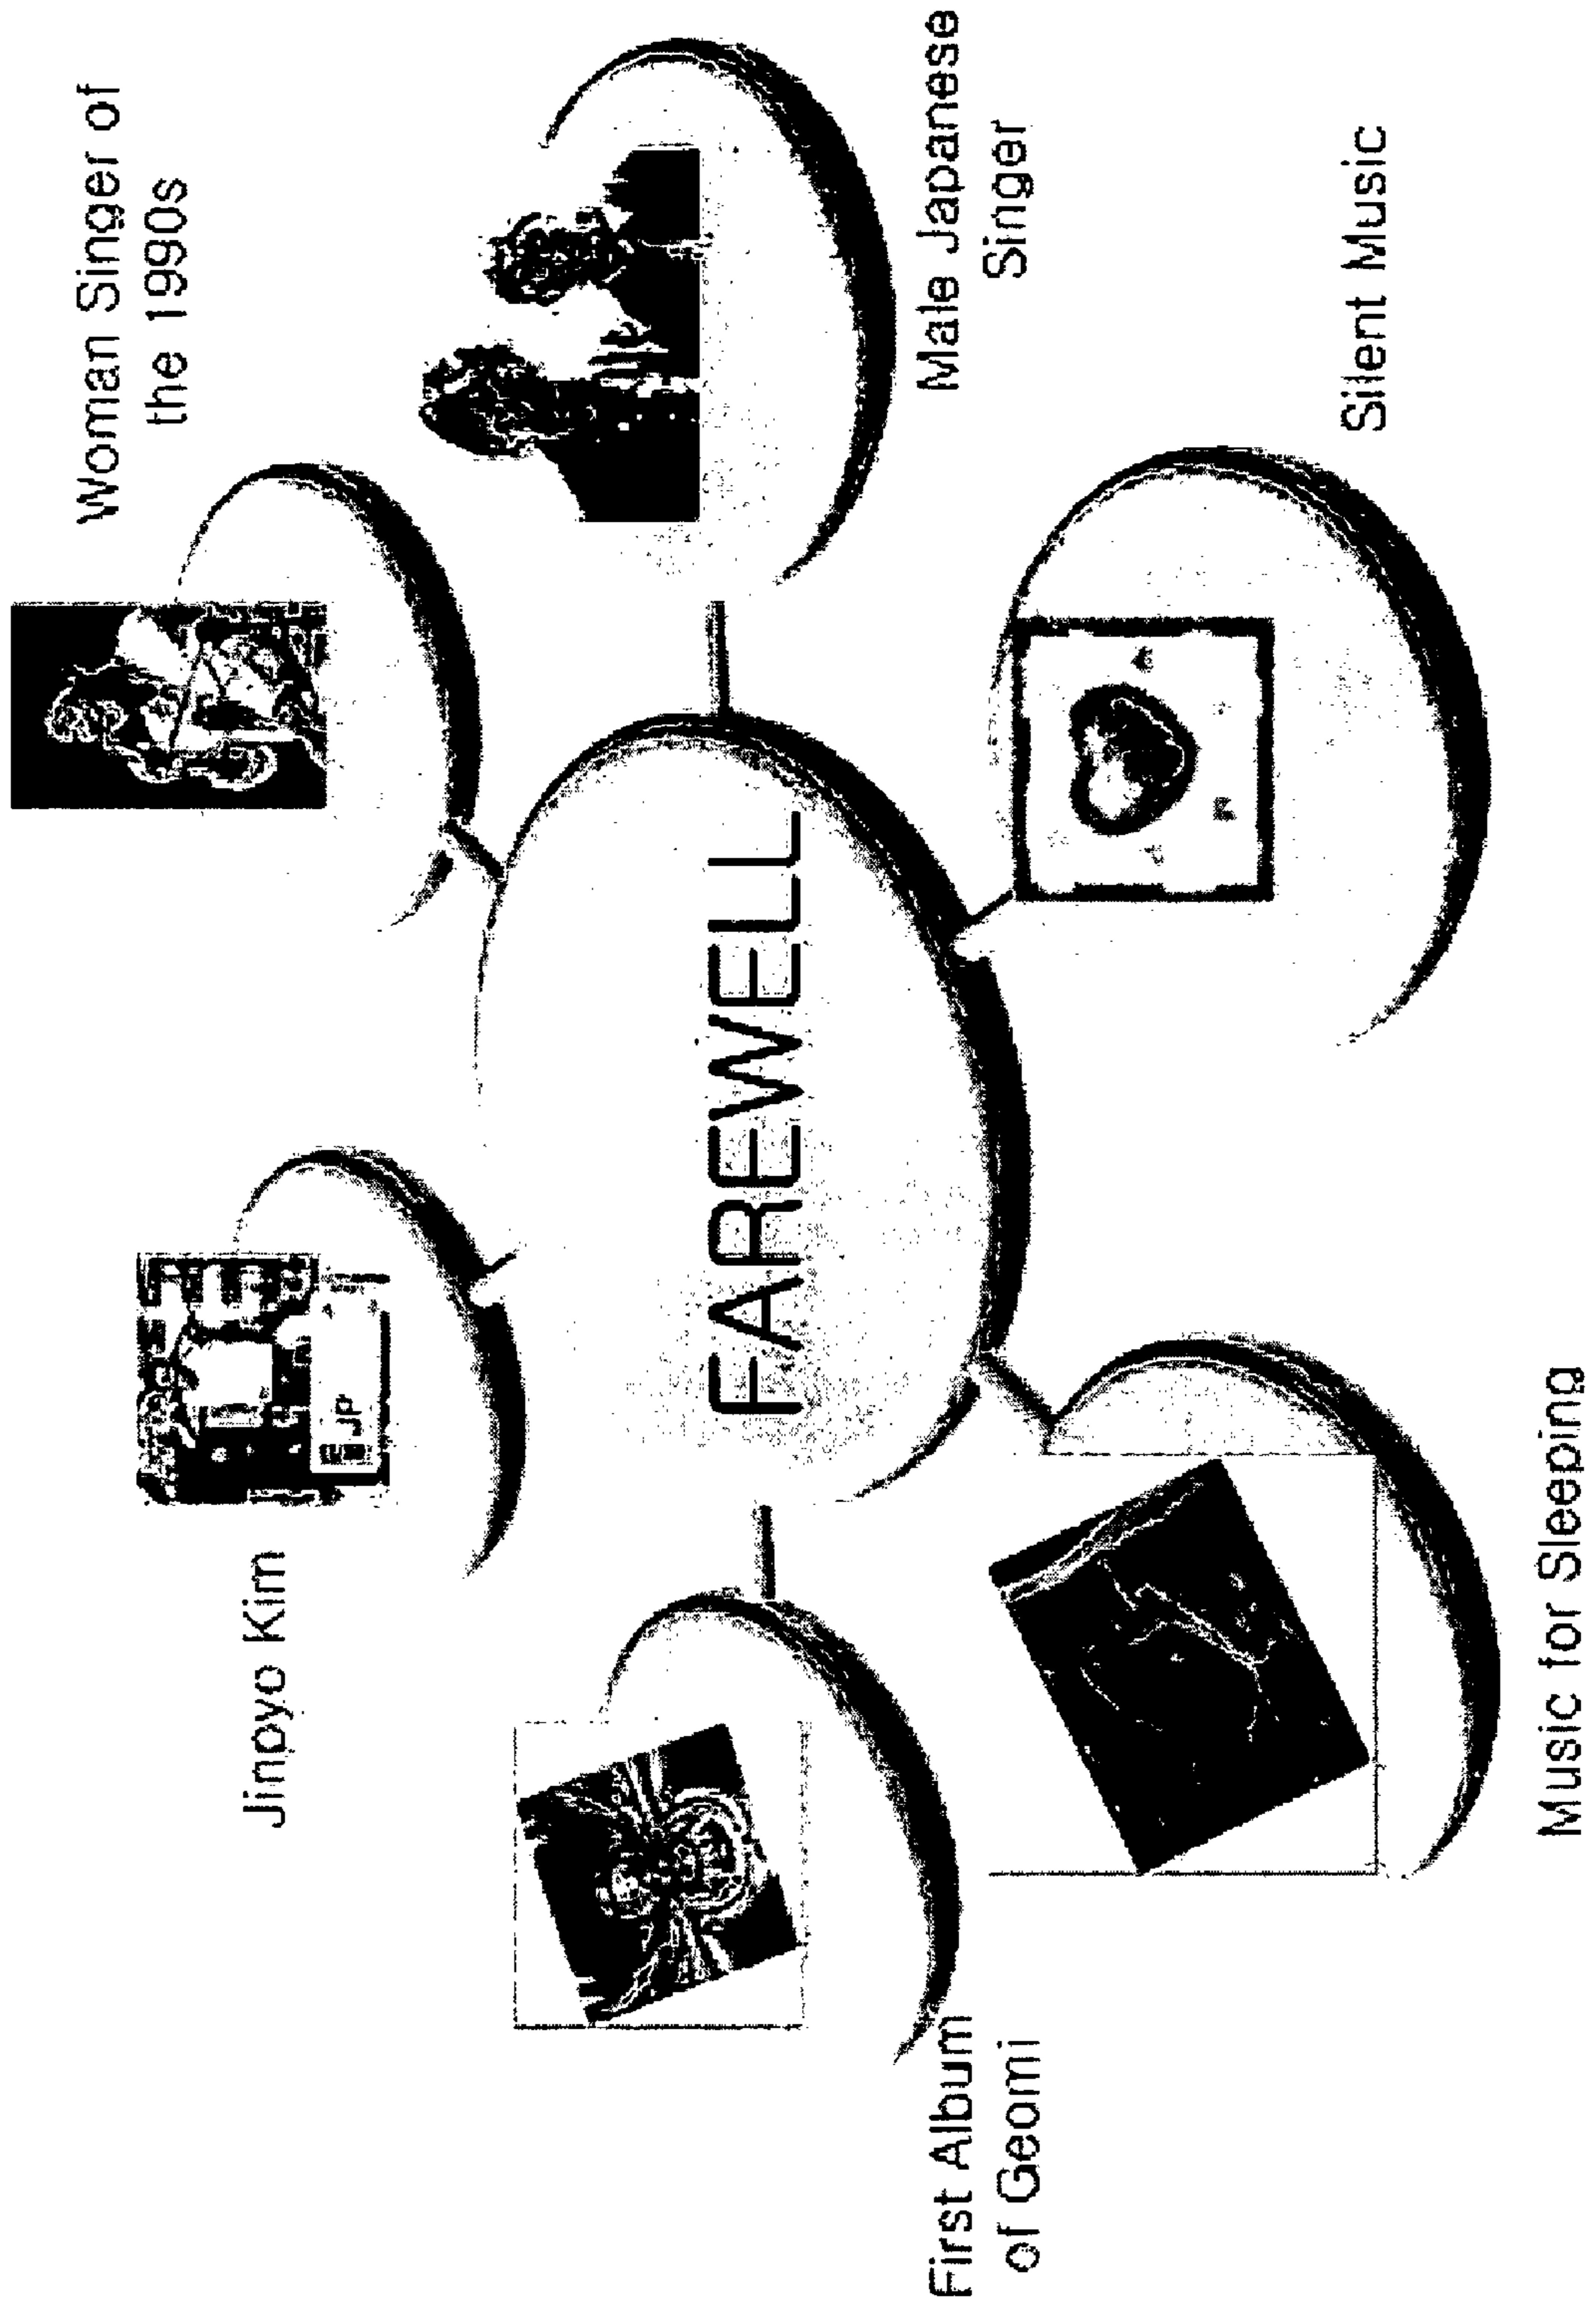 Jinpyo Kim
JP
Woman Singer of
the 1990s
First Album
of Geomi
FAREWELL
Male Japanese
Singer
Music for Sleeping
Silent Music